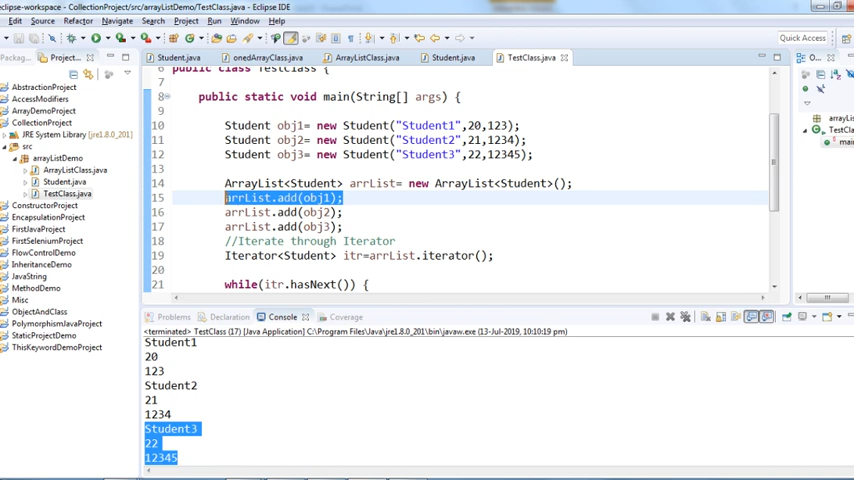 eclipse-workspace - arrayListDemo/TestClass.java - Eclipse IDE
Edit Source Refactor Navigate Search Project Run Window Help
Quick Access
Packag...
Project...
Student.java
onedArrayClass.java
ArrayListClass.java
Student.java
TestClass.java
O...
AbstractionProject
AccessModifiers
ArrayDemoProject
CollectionProject
JRE System Library [jre1.8.0_201]
src
arrayListDemo
ArrayListClass.java
Student.java
TestClass.java
ConstructorProject
EncapsulationProject
FirstJavaProject
FirstSeleniumProject
FlowControlDemo
InheritanceDemo
JavaString
MethodDemo
Misc
ObjectAndClass
PolymorphismJavaProject
StaticProjectDemo
ThisKeywordDemoProject
6 public class TestClass {
7
8 public static void main(String[] args) {
9
10 Student obj1= new Student("Student1",20,123);
11 Student obj2= new Student("Student2",21,1234);
12 Student obj3= new Student("Student3",22,12345);
13
14 ArrayList<Student> arrList= new ArrayList<Student>();
15 arrList.add(obj1);
16 arrList.add(obj2);
17 arrList.add(obj3);
18 //Iterate through Iterator
19 Iterator<Student> itr=arrList.iterator();
20
21 while(itr.hasNext()) {
arrayLis
TestCla
mai
Problems Declaration Console Coverage
<terminated> TestClass (17) [Java Application] C:\Program Files\Java\jre1.8.0_201\bin\javaw.exe (13-Jul-2019, 10:10:19 PM)
Student1
20
123
Student2
21
1234
Student3
22
12345